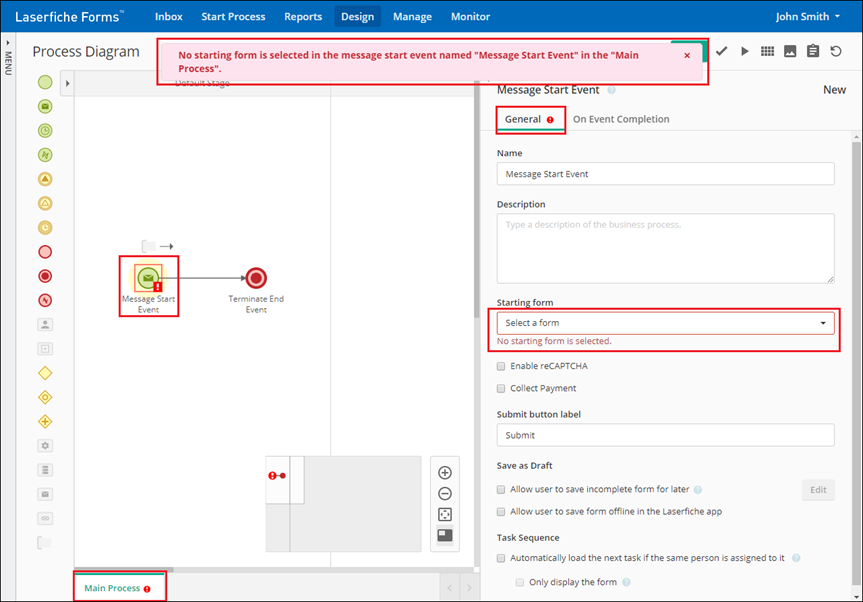 Laserfiche Forms™ Inbox Start Process Reports Design Manage Monitor John Smith
MENU
Process Diagram
No starting form is selected in the message start event named "Message Start Event" in the "Main
Process".
Default Stage
Message Start
Event
Terminate End
Event
Main Process
Message Start Event New
General On Event Completion
Name
Message Start Event
Description
Type a description of the business process.
Starting form
Select a form
No starting form is selected.
Enable reCAPTCHA
Collect Payment
Submit button label
Submit
Save as Draft
Allow user to save incomplete form for later Edit
Allow user to save form offline in the Laserfiche app
Task Sequence
Automatically load the next task if the same person is assigned to it
Only display the form